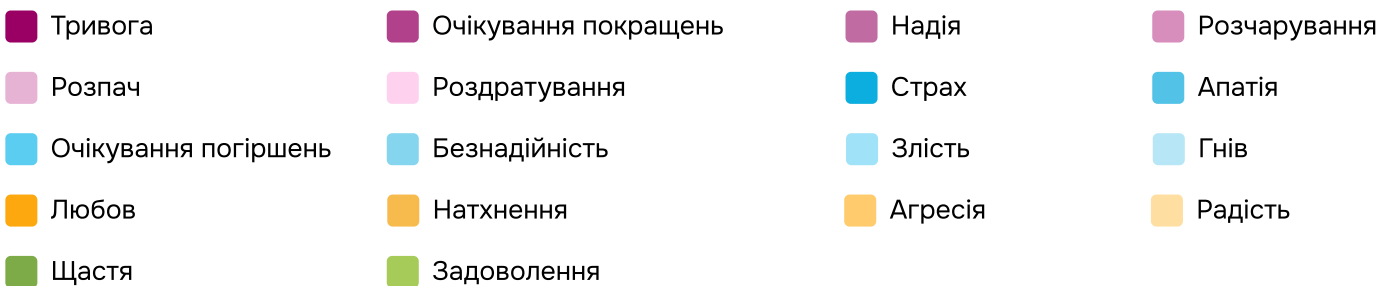 Тривога Очікування покращень Надія Розчарування
Розпач Роздратування Страх Апатія
Очікування погіршень Безнадійність Злість Гнів
Любов Натхнення Агресія Радість
Щастя Задоволення